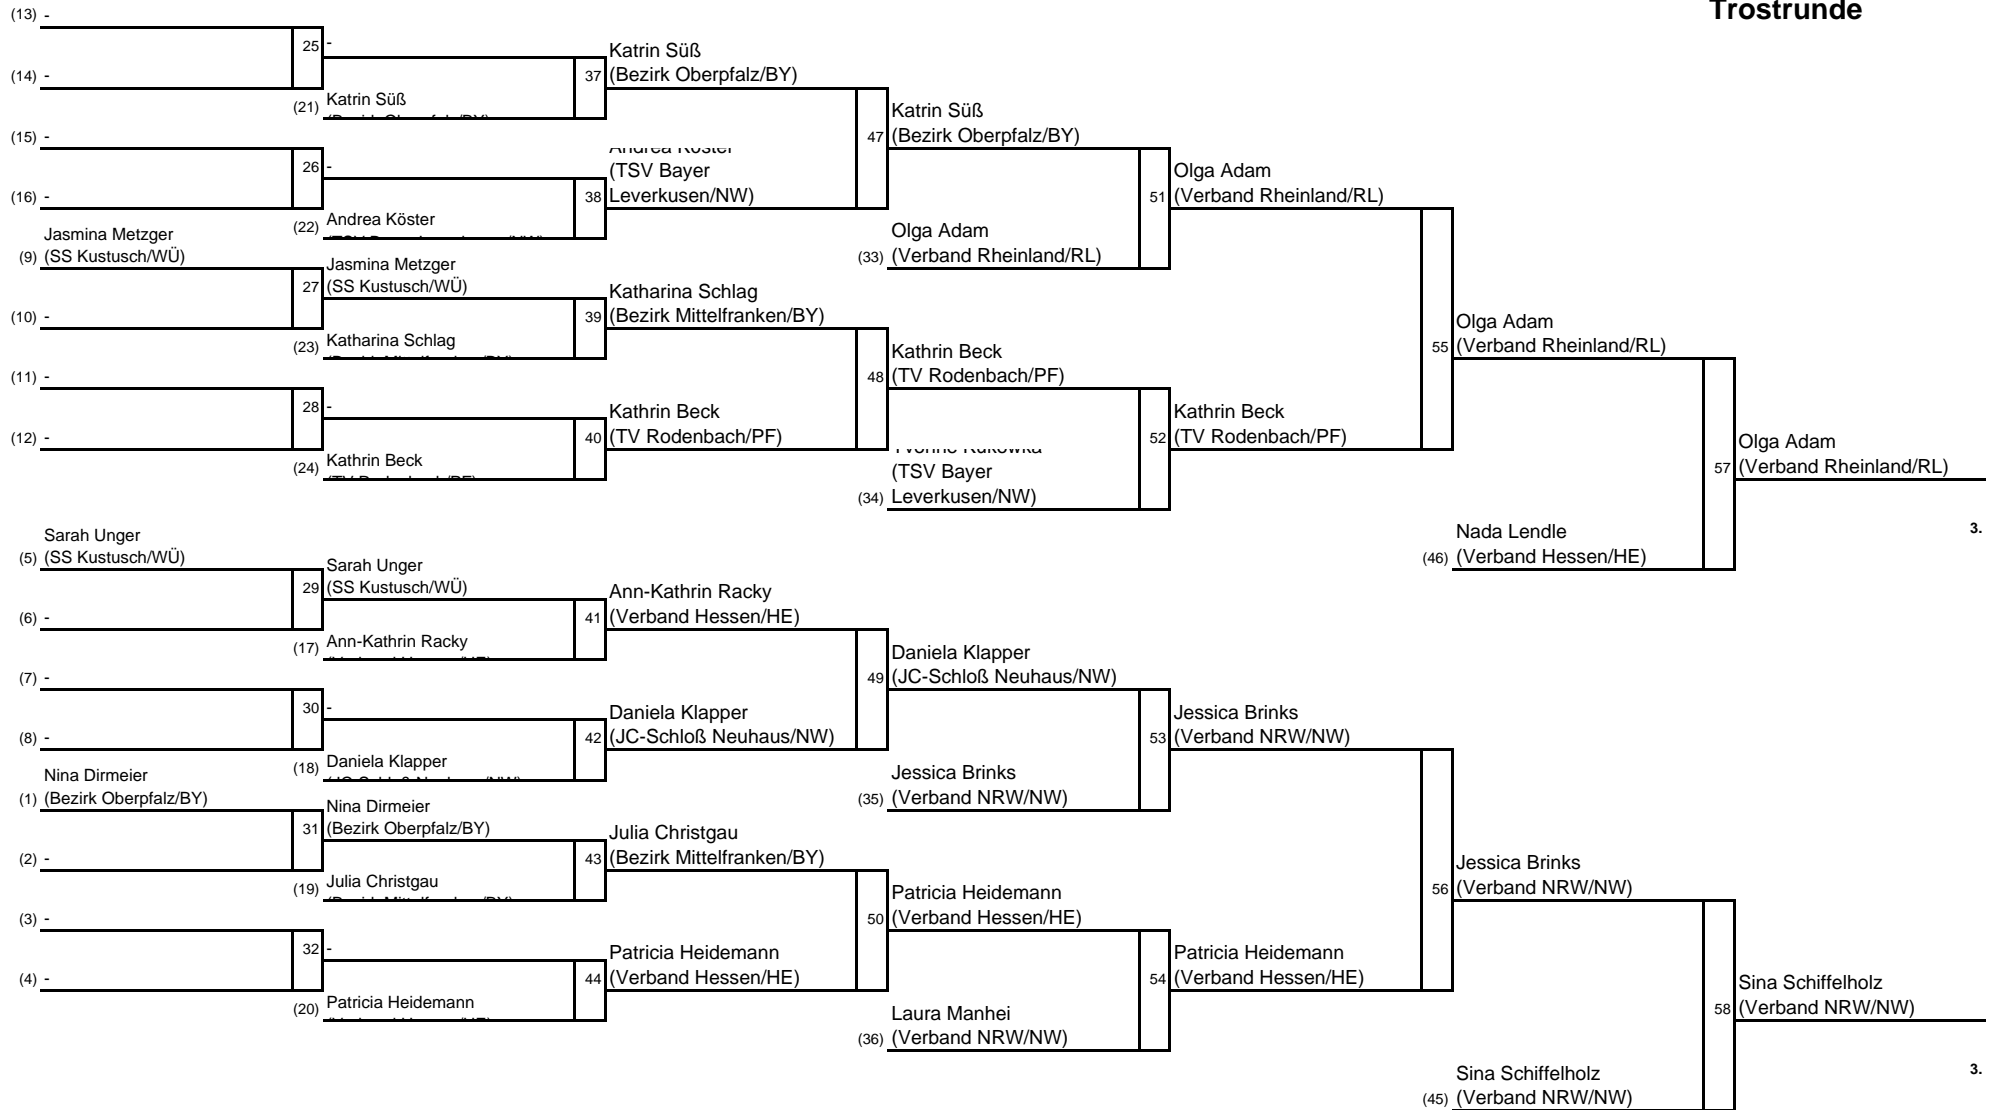 Trostrunde
(13) -
25 -
(14) -
(21) Katrin Süß
37 Katrin Süß
(Bezirk Oberpfalz/BY)
(15) -
26 -
(16) -
(22) Andrea Köster
38 Andrea Köster
(TSV Bayer
Leverkusen/NW)
47 Katrin Süß
(Bezirk Oberpfalz/BY)
Jasmina Metzger
(9) (SS Kustusch/WÜ)
27 Jasmina Metzger
(SS Kustusch/WÜ)
(10) -
(23) Katharina Schlag
39 Katharina Schlag
(Bezirk Mittelfranken/BY)
(11) -
28 -
(12) -
(24) Kathrin Beck
40 Kathrin Beck
(TV Rodenbach/PF)
48 Kathrin Beck
(TV Rodenbach/PF)
Olga Adam
(33) (Verband Rheinland/RL)
51 Olga Adam
(Verband Rheinland/RL)
(TSV Bayer
(34) Leverkusen/NW)
52 Kathrin Beck
(TV Rodenbach/PF)
55 Olga Adam
(Verband Rheinland/RL)
Nada Lendle
(46) (Verband Hessen/HE)
57 Olga Adam
(Verband Rheinland/RL)
3.
Sarah Unger
(5) (SS Kustusch/WÜ)
29 Sarah Unger
(SS Kustusch/WÜ)
(6) -
(17) Ann-Kathrin Racky
41 Ann-Kathrin Racky
(Verband Hessen/HE)
(7) -
30 -
(8) -
(18) Daniela Klapper
42 Daniela Klapper
(JC-Schloß Neuhaus/NW)
49 Daniela Klapper
(JC-Schloß Neuhaus/NW)
Nina Dirmeier
(1) (Bezirk Oberpfalz/BY)
31 Nina Dirmeier
(Bezirk Oberpfalz/BY)
(2) -
(19) Julia Christgau
43 Julia Christgau
(Bezirk Mittelfranken/BY)
(3) -
32 -
(4) -
(20) Patricia Heidemann
44 Patricia Heidemann
(Verband Hessen/HE)
50 Patricia Heidemann
(Verband Hessen/HE)
Jessica Brinks
(35) (Verband NRW/NW)
53 Jessica Brinks
(Verband NRW/NW)
Laura Manhei
(36) (Verband NRW/NW)
54 Patricia Heidemann
(Verband Hessen/HE)
56 Jessica Brinks
(Verband NRW/NW)
Sina Schiffelholz
(45) (Verband NRW/NW)
58 Sina Schiffelholz
(Verband NRW/NW)
3.